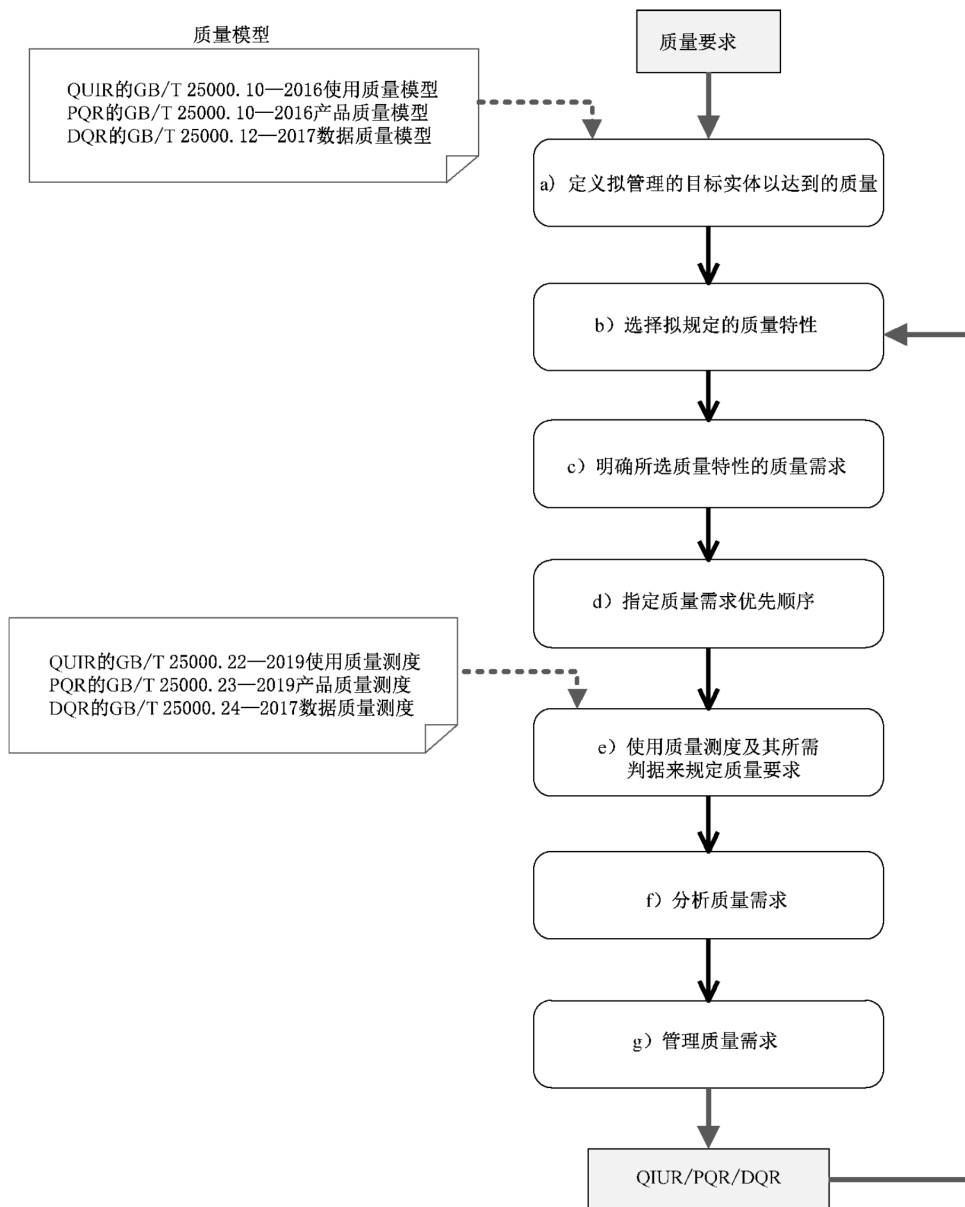 质量模型
QUIR的GB/T 25000.10—2016使用质量模型
PQR的GB/T 25000.10—2016产品质量模型
DQR的GB/T 25000.12—2017数据质量模型
质量要求
a) 定义拟管理的目标实体以达到的质量
b）选择拟规定的质量特性
c）明确所选质量特性的质量需求
d）指定质量需求优先顺序
QUIR的GB/T 25000.22—2019使用质量测度
PQR的GB/T 25000.23—2019产品质量测度
DQR的GB/T 25000.24—2017数据质量测度
e）使用质量测度及其所需
判据来规定质量要求
f）分析质量需求
g）管理质量需求
QIUR/PQR/DQR